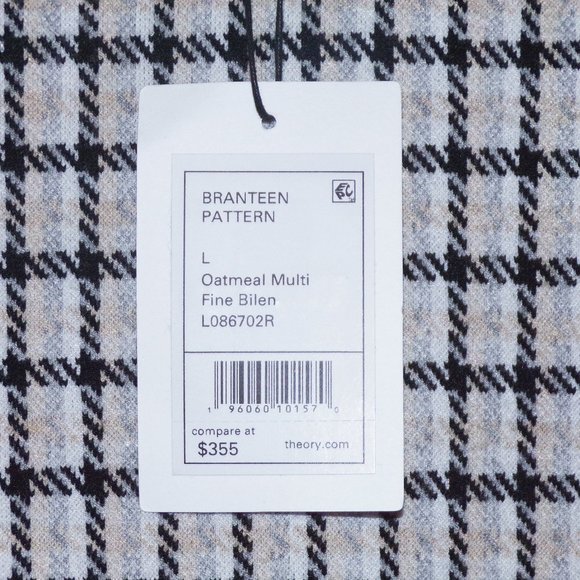 BRANTEEN
PATTERN
L
Oatmeal Multi
Fine Bilen
L086702R
1 96060 10157 0
compare at
$355
theory.com